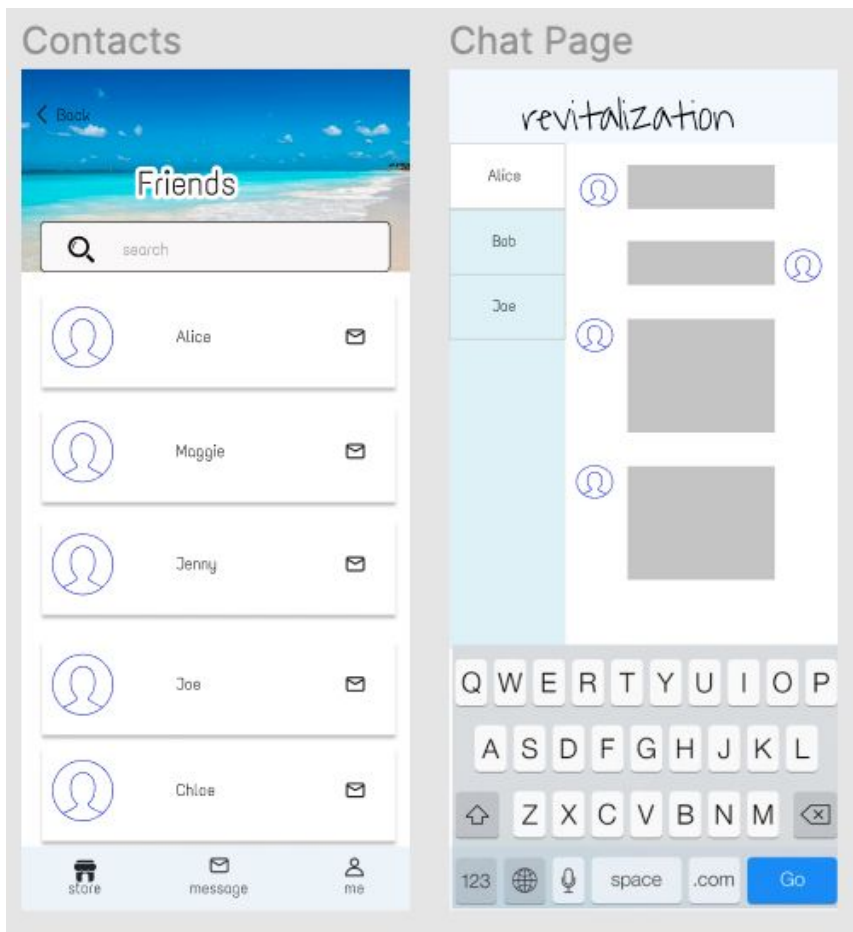 Contacts
Back
Friends
search
Alice
Maggie
Jenny
Joe
Chloe
store
message
me
Chat Page
revitalization
Alice
Bob
Joe
Q W E R T Y U I O P
A S D F G H J K L
Z X C V B N M
123 space .com Go